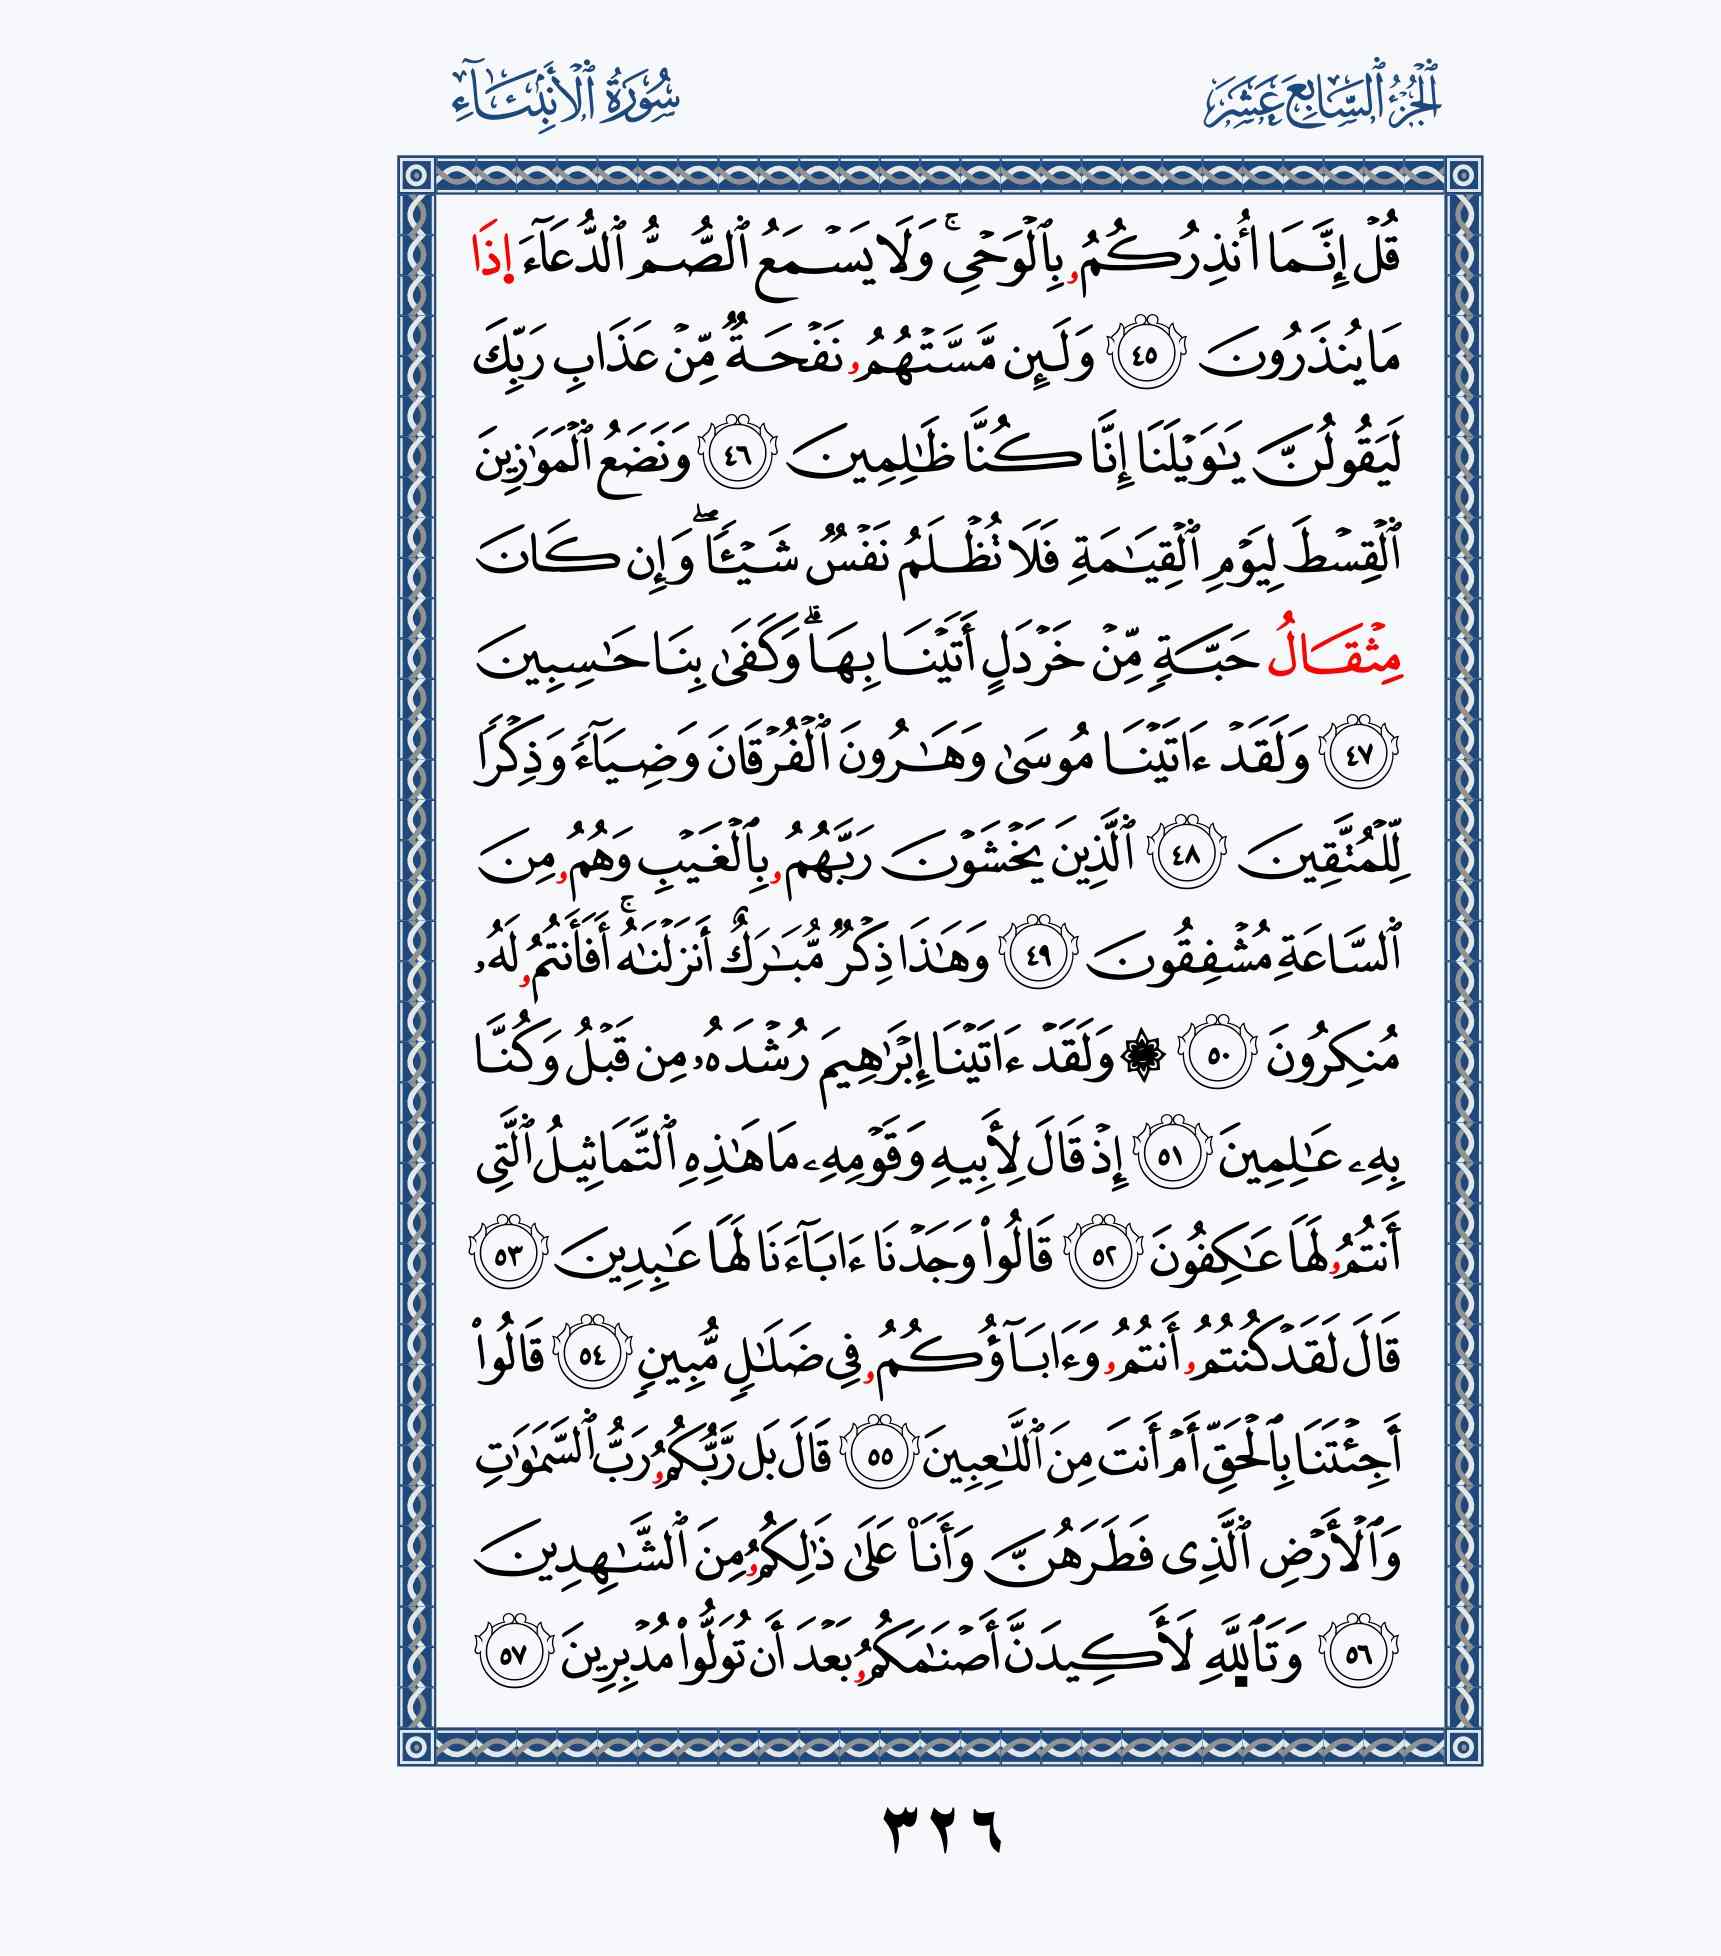 ٱلۡجُزۡءُ ٱلسَّابِعَ عَشَرَ
سُورَةُ ٱلۡأَنۢبِيَآءِ
قُلۡ إِنَّمَآ أُنذِرُكُمُۥ بِٱلۡوَحۡيِۚ وَلَا يَسۡمَعُ ٱلصُّمُّ ٱلدُّعَآءَ إِذَا
مَا يُنذَرُونَ ٤٥ وَلَئِن مَّسَّتۡهُمُۥ نَفۡحَةٞ مِّنۡ عَذَابِ رَبِّكَ
لَيَقُولُنَّ يَٰوَيۡلَنَا إِنَّا كُنَّا ظَٰلِمِينَ ٤٦ وَنَضَعُ ٱلۡمَوَٰزِينَ
ٱلۡقِسۡطَ لِيَوۡمِ ٱلۡقِيَٰمَةِ فَلَا تُظۡلَمُ نَفۡسٞ شَيۡـٔٗاۖ وَإِن كَانَ
مِثۡقَالُ حَبَّةٖ مِّنۡ خَرۡدَلٍ أَتَيۡنَا بِهَاۗ وَكَفَىٰ بِنَا حَٰسِبِينَ
٤٧ وَلَقَدۡ ءَاتَيۡنَا مُوسَىٰ وَهَٰرُونَ ٱلۡفُرۡقَانَ وَضِيَآءٗ وَذِكۡرٗا
لِّلۡمُتَّقِينَ ٤٨ ٱلَّذِينَ يَخۡشَوۡنَ رَبَّهُمُۥ بِٱلۡغَيۡبِ وَهُمُۥ مِنَ
ٱلسَّاعَةِ مُشۡفِقُونَ ٤٩ وَهَٰذَا ذِكۡرٞ مُّبَارَكٌ أَنزَلۡنَٰهُۚ أَفَأَنتُمُۥ لَهُۥ
مُنكِرُونَ ٥٠ ۞ وَلَقَدۡ ءَاتَيۡنَا إِبۡرَٰهِيمَ رُشۡدَهُۥ مِن قَبۡلُ وَكُنَّا
بِهِۦ عَٰلِمِينَ ٥١ إِذۡ قَالَ لِأَبِيهِ وَقَوۡمِهِۦ مَا هَٰذِهِ ٱلتَّمَاثِيلُ ٱلَّتِي
أَنتُمُۥ لَهَا عَٰكِفُونَ ٥٢ قَالُواْ وَجَدۡنَا ءَابَآءَنَا لَهَا عَٰبِدِينَ ٥٣
قَالَ لَقَدۡ كُنتُمُۥ أَنتُمُۥ وَءَابَآؤُكُمُۥ فِي ضَلَٰلٖ مُّبِينٖ ٥٤ قَالُواْ
أَجِئۡتَنَا بِٱلۡحَقِّ أَمۡ أَنتَ مِنَ ٱللَّٰعِبِينَ ٥٥ قَالَ بَل رَّبُّكُمُۥ رَبُّ ٱلسَّمَٰوَٰتِ
وَٱلۡأَرۡضِ ٱلَّذِي فَطَرَهُنَّ وَأَنَا۠ عَلَىٰ ذَٰلِكُمُۥ مِنَ ٱلشَّٰهِدِينَ
٥٦ وَتَٱللَّهِ لَأَكِيدَنَّ أَصۡنَٰمَكُمُۥ بَعۡدَ أَن تُوَلُّواْ مُدۡبِرِينَ ٥٧
٣٢٦